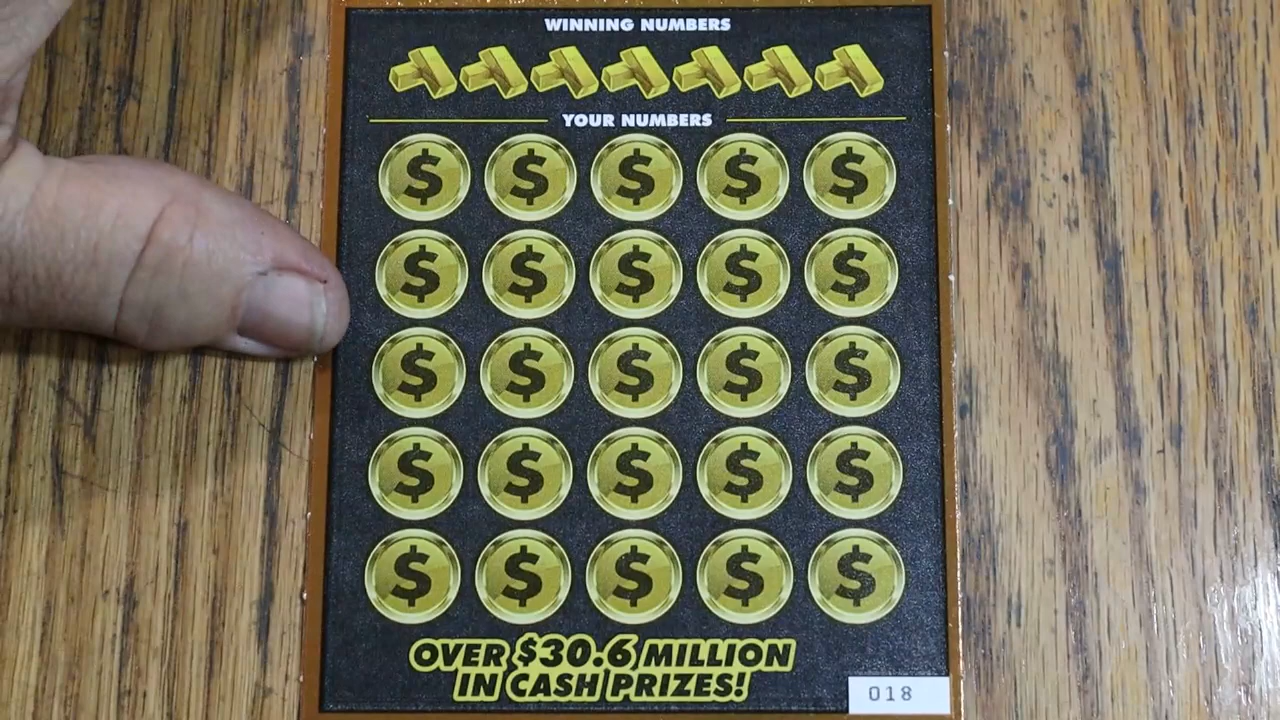 WINNING NUMBERS
YOUR NUMBERS
$ $ $ $ $
$ $ $ $ $
$ $ $ $ $
$ $ $ $ $
$ $ $ $ $
OVER $30.6 MILLION
IN CASH PRIZES!
018